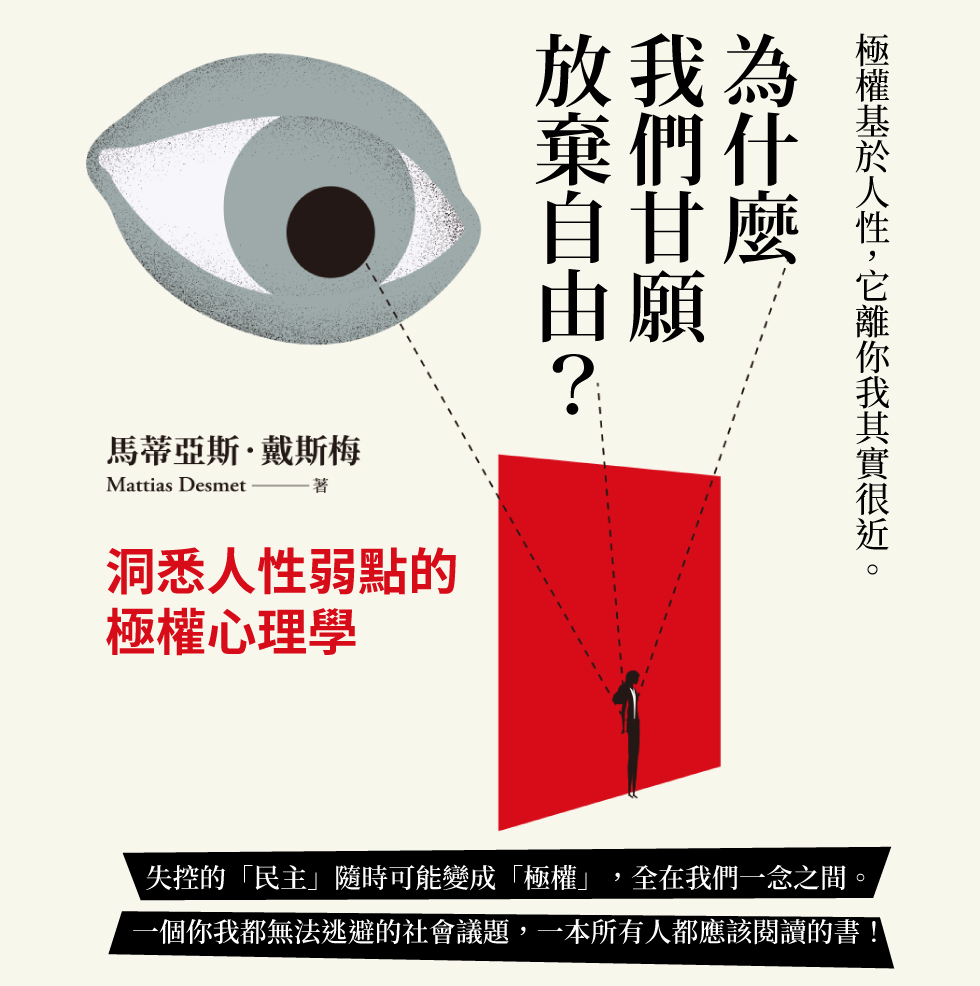 極權基於人性，它離你我其實很近。
為什麼
我們甘願
放棄自由？
馬蒂亞斯·戴斯梅
Mattias Desmet ——著
洞悉人性弱點的
極權心理學
失控的「民主」隨時可能變成「極權」，全在我們一念之間。
一個你我都無法逃避的社會議題，一本所有人都應該閱讀的書！